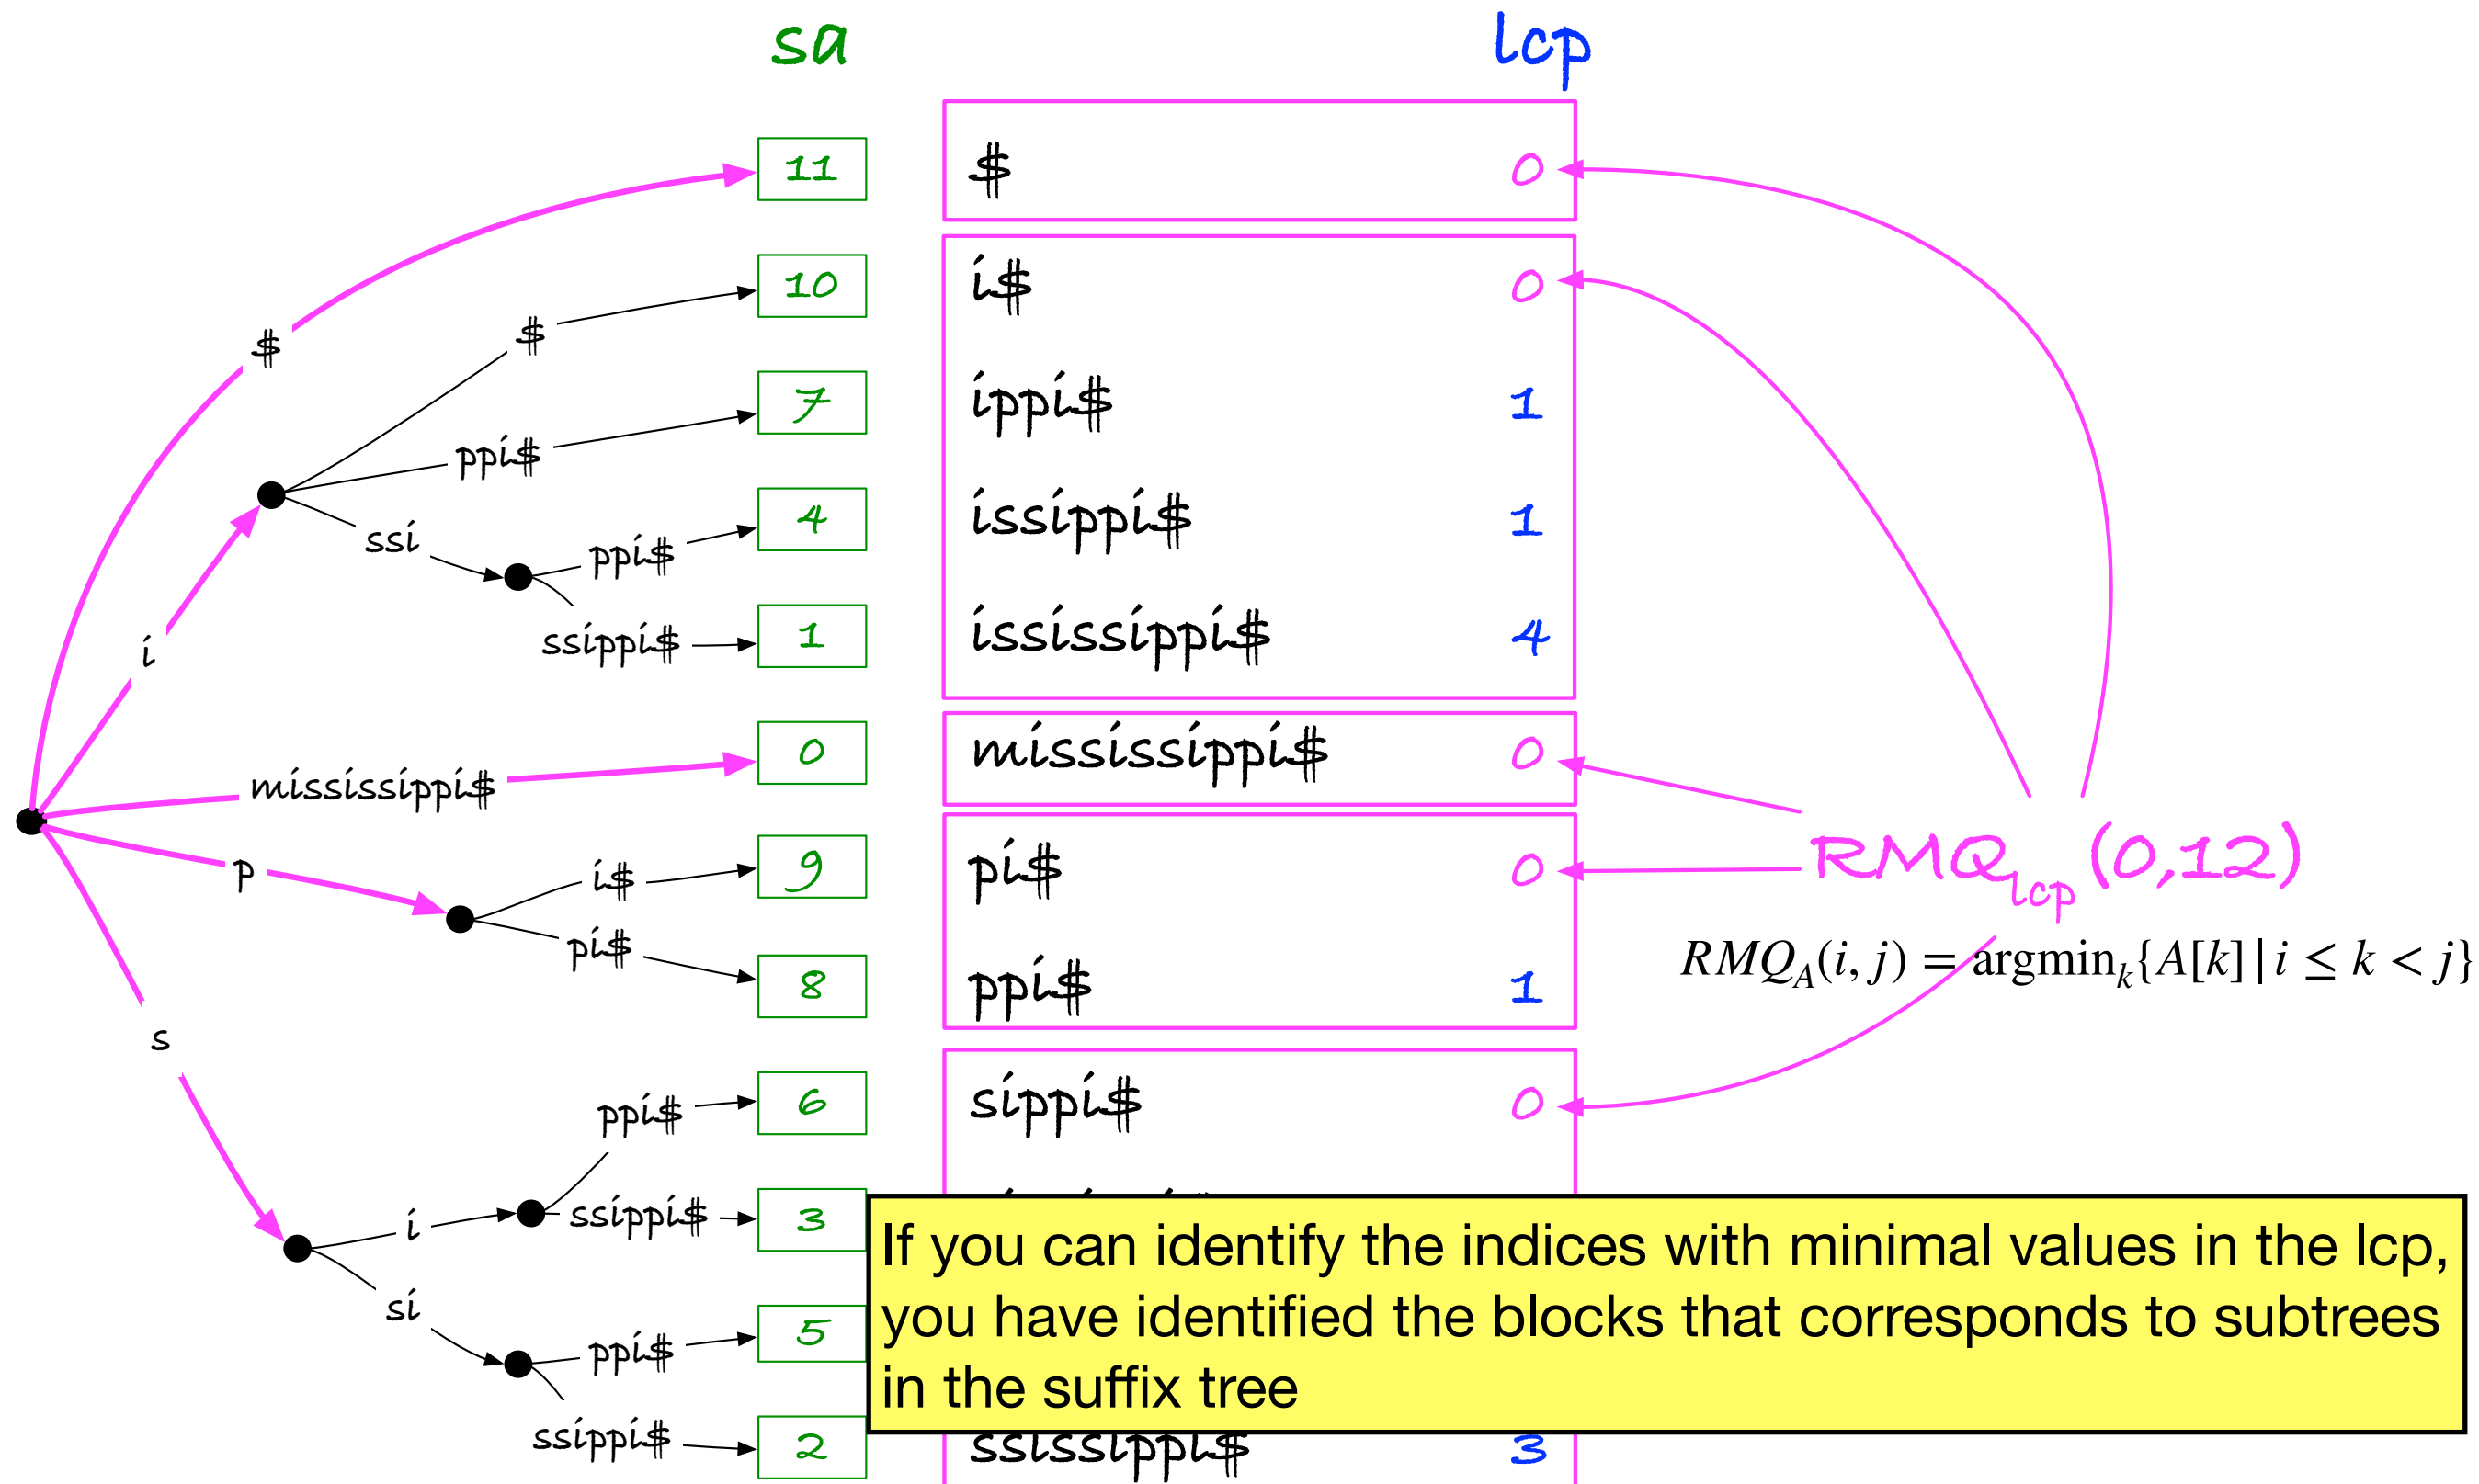 sa lcp
11 $ 0
$ 10 i$ 0
$
7 ippi$ 1
ppi$
4 issippi$ 1
ssi ppi$
i ssippi$ 1 ississippi$ 4
0 mississippi$ 0
mississippi$
p i$ 9 pi$ 0 RMQlcp (0,12)
pi$ RMQA(i, j) = argmink{A[k] | i ≤ k < j}
8 ppi$ 1
s
ppi$ 6 sippi$ 0
i ssippi$ 3
If you can identify the indices with minimal values in the lcp,
si ppi$ 5 you have identified the blocks that corresponds to subtrees
in the suffix tree
ssippi$ 2 ssissippi$ 3